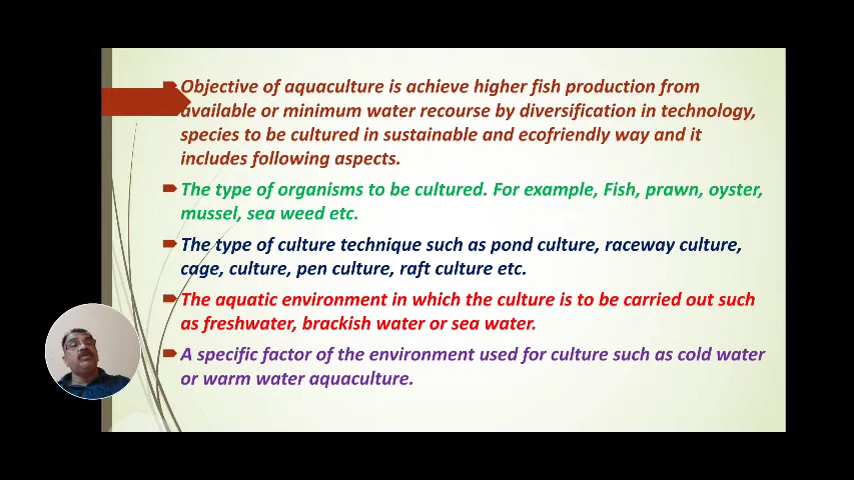 Objective of aquaculture is achieve higher fish production from
available or minimum water recourse by diversification in technology,
species to be cultured in sustainable and ecofriendly way and it
includes following aspects.
The type of organisms to be cultured. For example, Fish, prawn, oyster,
mussel, sea weed etc.
The type of culture technique such as pond culture, raceway culture,
cage, culture, pen culture, raft culture etc.
The aquatic environment in which the culture is to be carried out such
as freshwater, brackish water or sea water.
A specific factor of the environment used for culture such as cold water
or warm water aquaculture.